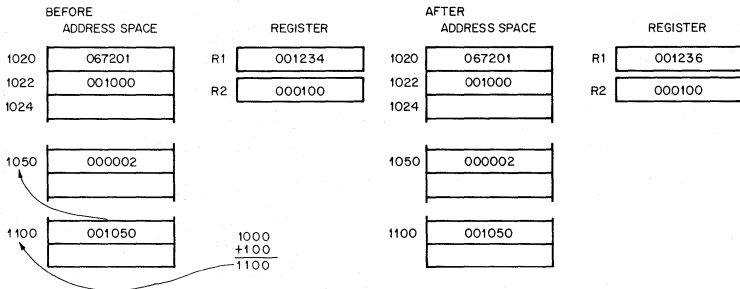 BEFORE
ADDRESS SPACE
REGISTER
1020 067201
R1 001234
1022 001000
R2 000100
1024
1050 000002
1100 001050
1000
+100
1100
AFTER
ADDRESS SPACE
REGISTER
1020 067201
R1 001236
1022 001000
R2 000100
1024
1050 000002
1100 001050